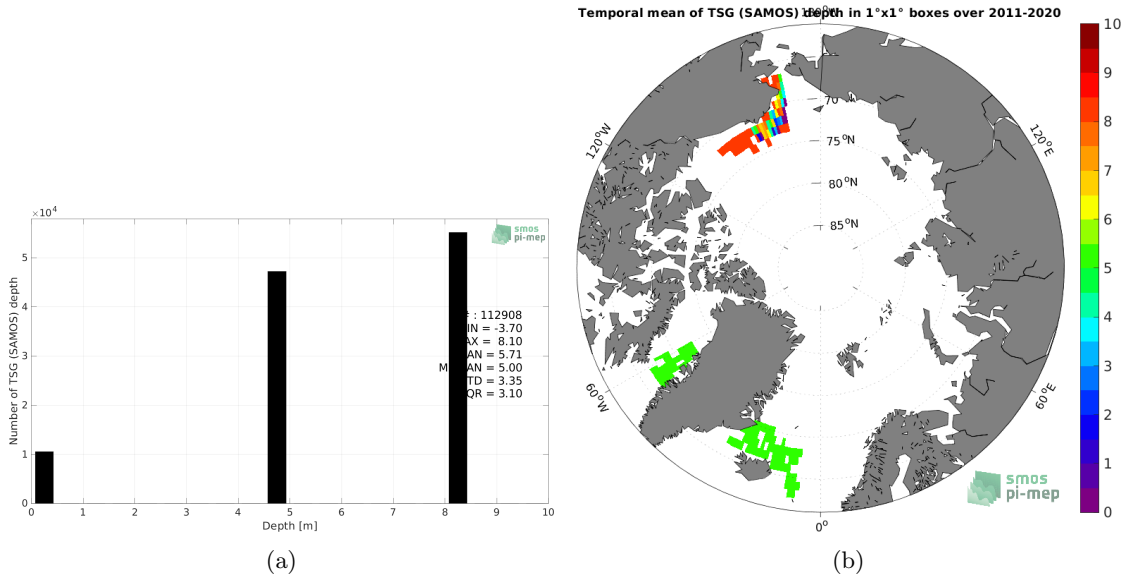 Temporal mean of TSG (SAMOS) depth in 1°x1° boxes over 2011-2020
×10⁴
5
4
3
2
1
0
Number of TSG (SAMOS) depth
0 1 2 3 4 5 6 7 8 9 10
Depth [m]
smos
pi-mep
: 112908
IN = -3.70
AX = 8.10
AN = 5.71
M AN = 5.00
TD = 3.35
QR = 3.10
(a)
120°W
60°W
0°
60°E
120°E
70 °N
75°N
80°N
85°N
smos
pi-mep
10
9
8
7
6
5
4
3
2
1
0
(b)